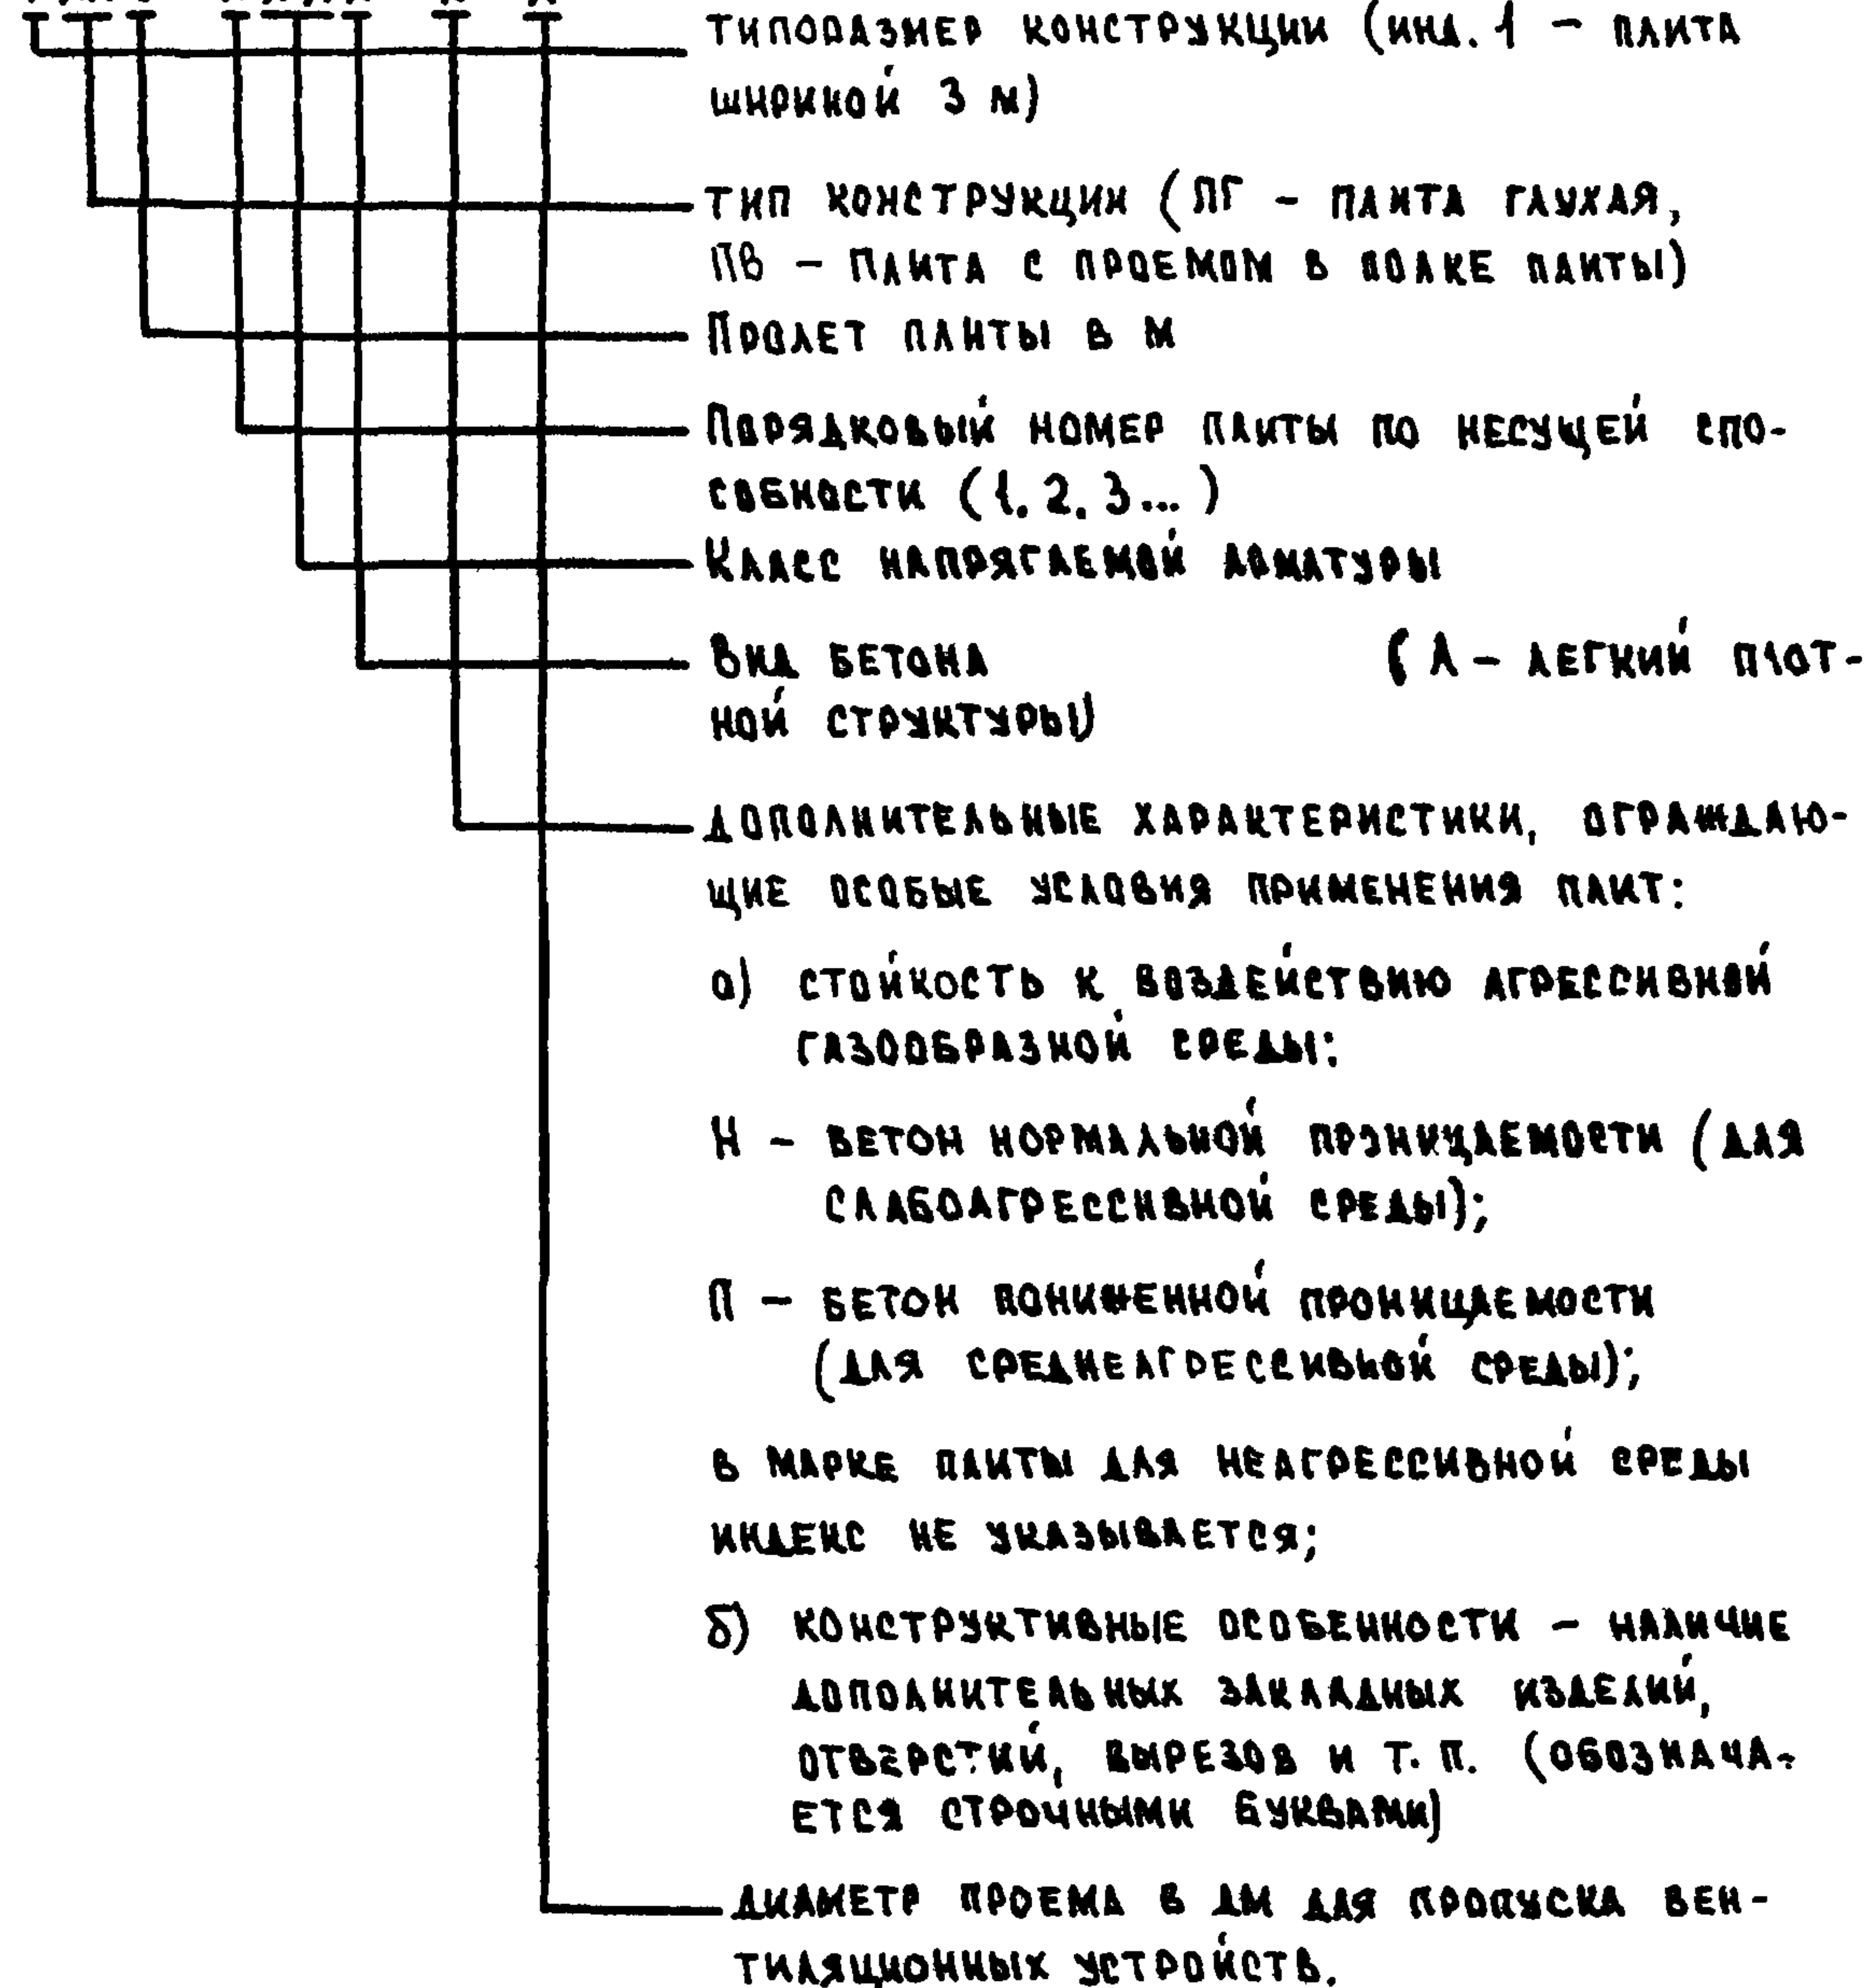 ТИПОРАЗМЕР КОНСТРУКЦИИ (ИНД. 1 – ПЛИТА
ШИРИНОЙ 3 М)
ТИП КОНСТРУКЦИИ (ПГ – ПЛИТА ГЛУХАЯ,
ПВ – ПЛИТА С ПРОЕМОМ В ПОЛКЕ ПЛИТЫ)
ПРОЛЕТ ПЛИТЫ В М
ПОРЯДКОВЫЙ НОМЕР ПЛИТЫ ПО НЕСУЩЕЙ СПО-
СОБНОСТИ (1. 2. 3...)
КЛАСС НАПРЯГАЕМОЙ АРМАТУРЫ
ВИД БЕТОНА (Л – ЛЕГКИЙ ПЛОТ-
НОЙ СТРУКТУРЫ)
ДОПОЛНИТЕЛЬНЫЕ ХАРАКТЕРИСТИКИ, ОГРАЖДАЮ-
ЩИЕ ОСОБЫЕ УСЛОВИЯ ПРИМЕНЕНИЯ ПЛИТ:
а) СТОЙКОСТЬ К ВОЗДЕЙСТВИЮ АГРЕССИВНОЙ
ГАЗООБРАЗНОЙ СРЕДЫ:
Н – БЕТОН НОРМАЛЬНОЙ ПРОНИЦАЕМОСТИ (ДЛЯ
СЛАБОАГРЕССИВНОЙ СРЕДЫ);
П – БЕТОН ПОНИЖЕННОЙ ПРОНИЦАЕМОСТИ
(ДЛЯ СРЕДНЕАГРЕССИВНОЙ СРЕДЫ);
В МАРКЕ ПЛИТЫ ДЛЯ НЕАГРЕССИВНОЙ СРЕДЫ
ИНДЕКС НЕ УКАЗЫВАЕТСЯ;
б) КОНСТРУКТИВНЫЕ ОСОБЕННОСТИ – НАЛИЧИЕ
ДОПОЛНИТЕЛЬНЫХ ЗАКЛАДНЫХ ИЗДЕЛИЙ,
ОТВЕРСТИЙ, ВЫРЕЗОВ И Т. П. (ОБОЗНАЧА-
ЕТСЯ СТРОЧНЫМИ БУКВАМИ)
ДИАМЕТР ПРОЕМА В ДМ ДЛЯ ПРОПУСКА ВЕН-
ТИЛЯЦИОННЫХ УСТРОЙСТВ.